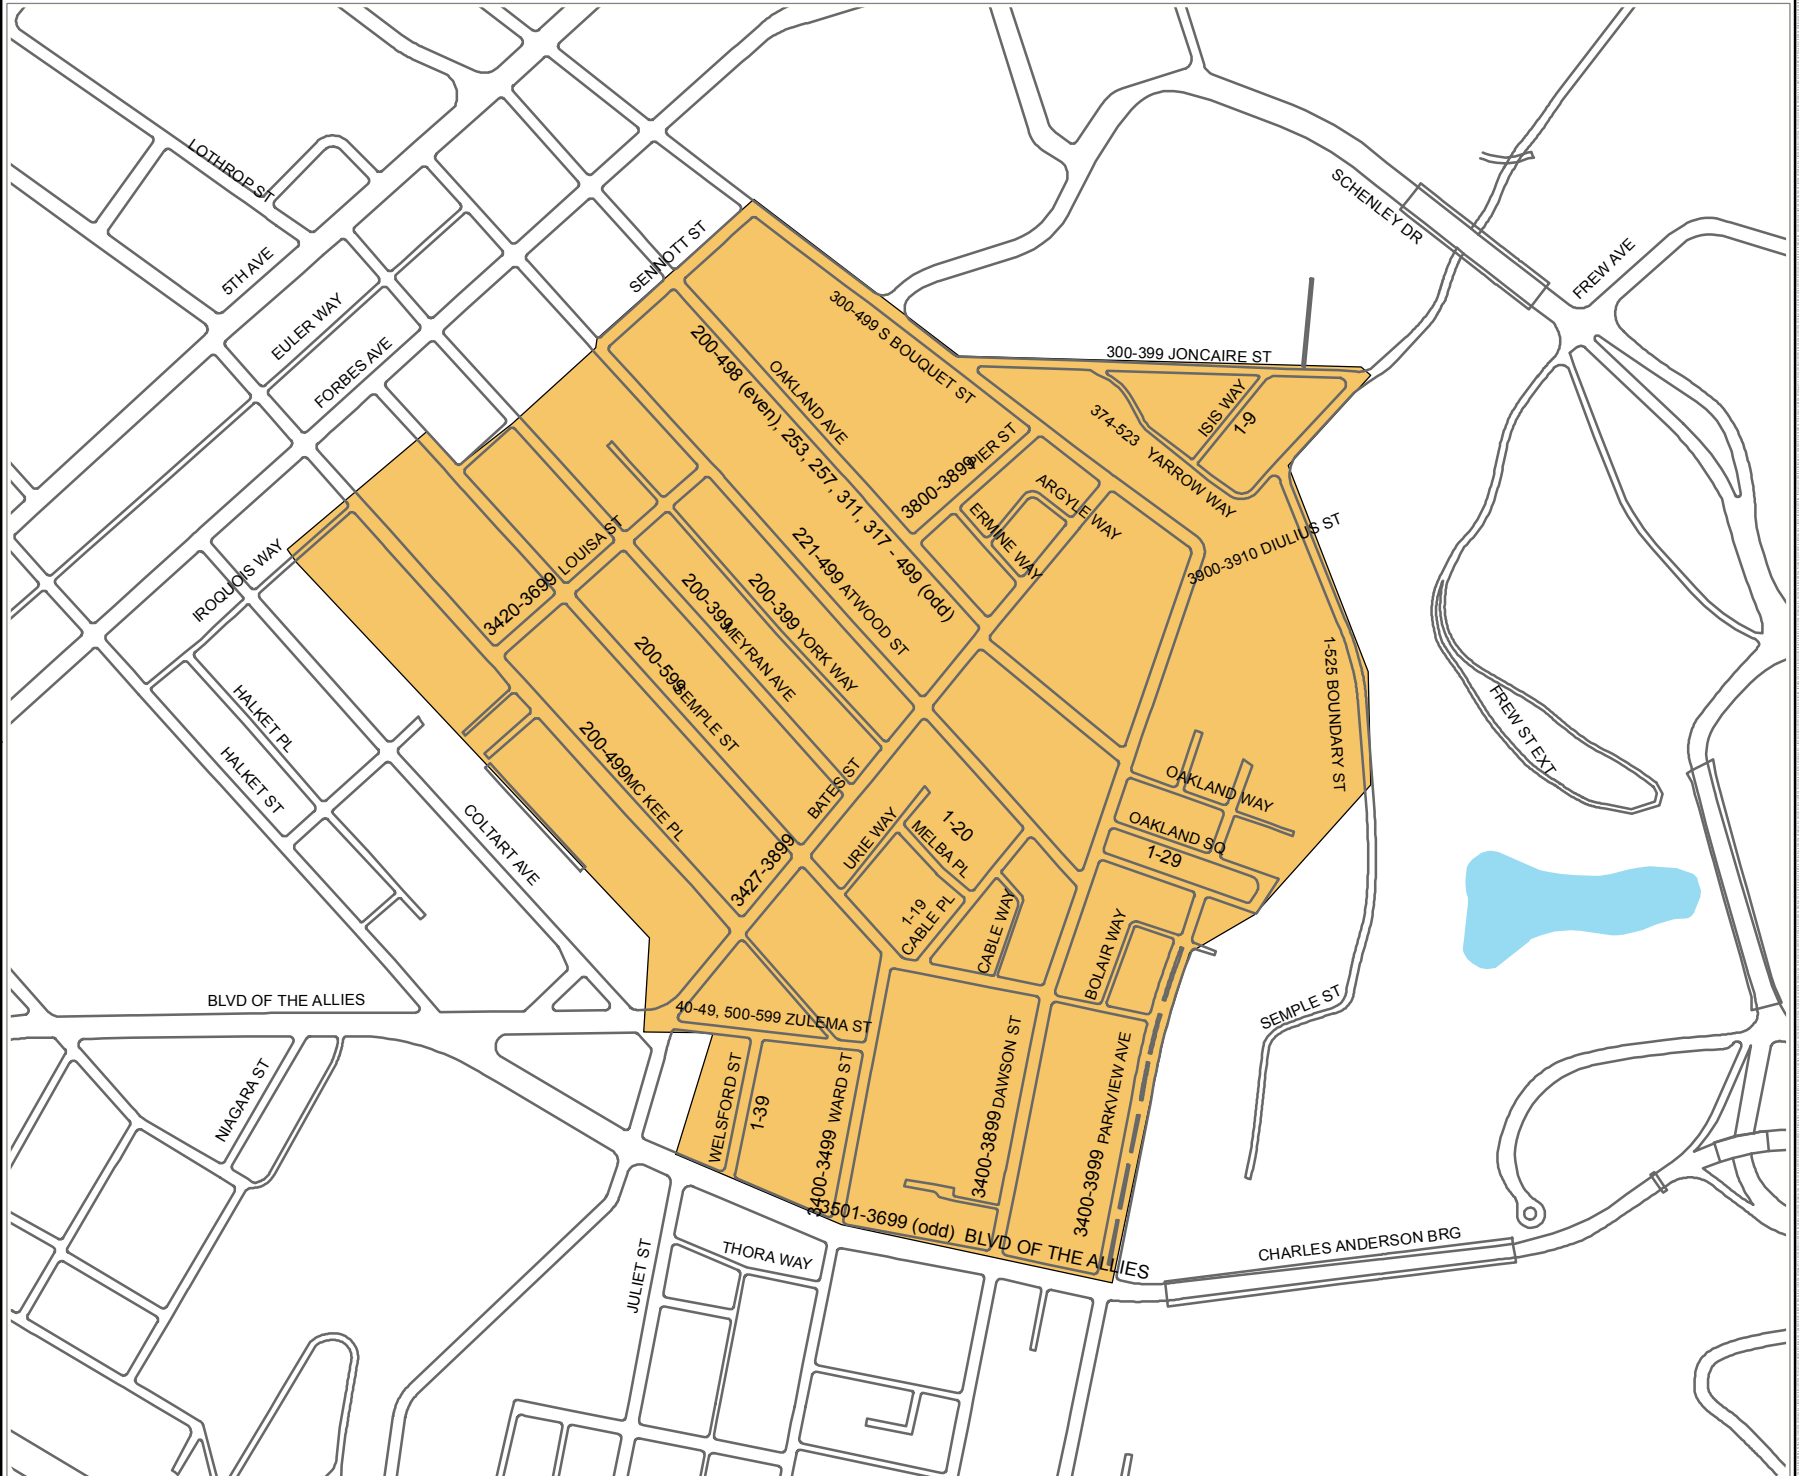 LOTHROP ST
SCHENLEY DR
5TH AVE
SENNOTT ST
FREW AVE
EULER WAY
FORBES AVE
300-499 S BOUQUET ST
300-399 JONCAIRE ST
200-498 (even), 253, 257, 311, 317 - 499 (odd)
OAKLAND AVE
ISIS WAY
1-9
374-523 YARROW WAY
3800-3899 PIER ST
ARGYLE WAY
ERMINE WAY
3900-3910 DIULIUS ST
IROQUOIS WAY
3420-3699 LOUISA ST
221-499 ATWOOD ST
200-399 YORK WAY
200-399 MEYRAN AVE
200-599 SEMPLE ST
200-499 MC KEE PL
1-525 BOUNDARY ST
HALKET PL
HALKET ST
FREW ST EXT
COLTART AVE
BATES ST
3427-3899
URIE WAY
1-20
MELBA PL
OAKLAND WAY
OAKLAND SQ
1-29
1-19
CABLE PL
CABLE WAY
BOLAIR WAY
BLVD OF THE ALLIES
40-49, 500-599 ZULEMA ST
SEMPLE ST
NIAGARA ST
WELSFORD ST
1-39
3400-3499 WARD ST
3400-3899 DAWSON ST
3400-3999 PARKVIEW AVE
3501-3699 (odd) BLVD OF THE ALLIES
JULIET ST
THORA WAY
CHARLES ANDERSON BRG